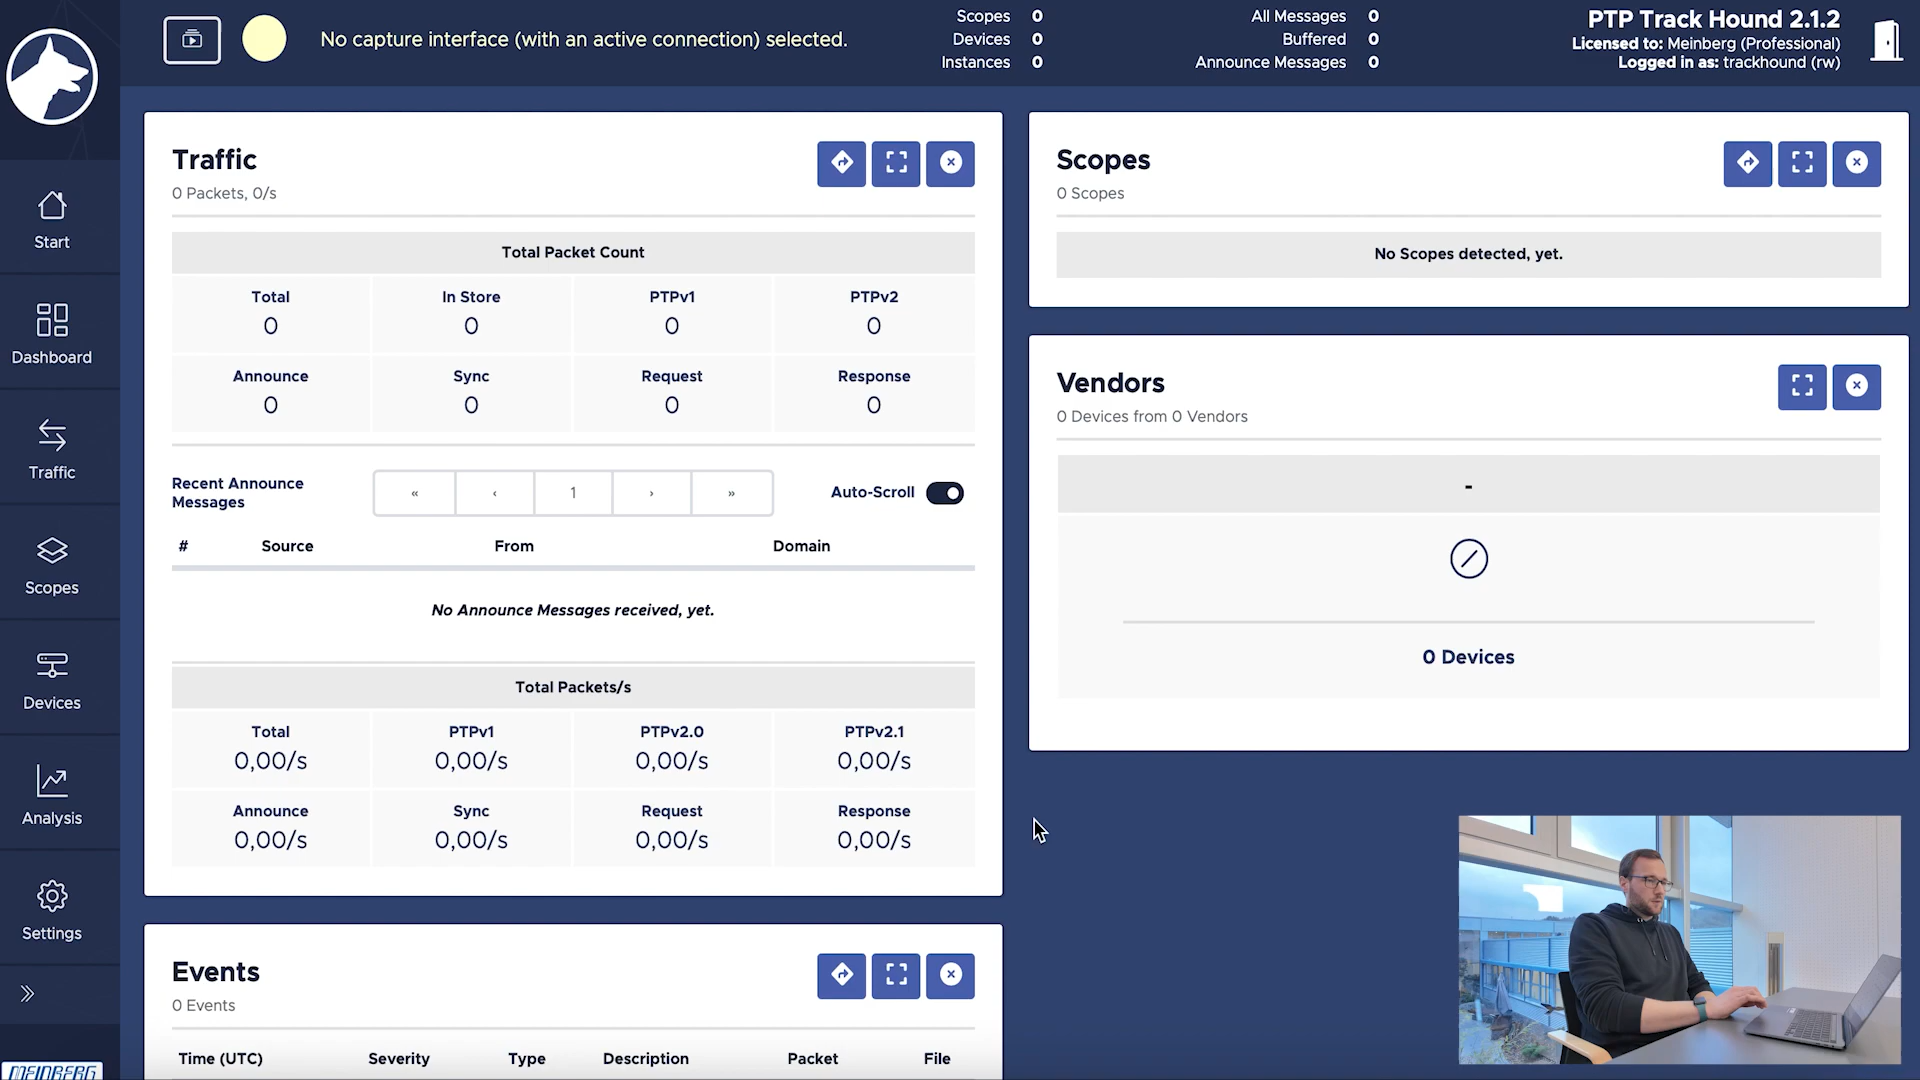 No capture interface (with an active connection) selected.
Scopes 0
Devices 0
Instances 0
All Messages 0
Buffered 0
Announce Messages 0
PTP Track Hound 2.1.2
Licensed to: Meinberg (Professional)
Logged in as: trackhound (rw)
Start
Dashboard
Traffic
Scopes
Devices
Analysis
Settings
MEINBERG
Traffic
0 Packets, 0/s
Total Packet Count
Total In Store PTPv1 PTPv2
0 0 0 0
Announce Sync Request Response
0 0 0 0
Recent Announce
Messages
« ‹ 1 › »
Auto-Scroll
# Source From Domain
No Announce Messages received, yet.
Total Packets/s
Total PTPv1 PTPv2.0 PTPv2.1
0,00/s 0,00/s 0,00/s 0,00/s
Announce Sync Request Response
0,00/s 0,00/s 0,00/s 0,00/s
Events
0 Events
Time (UTC) Severity Type Description Packet File
Scopes
0 Scopes
No Scopes detected, yet.
Vendors
0 Devices from 0 Vendors
-
0 Devices